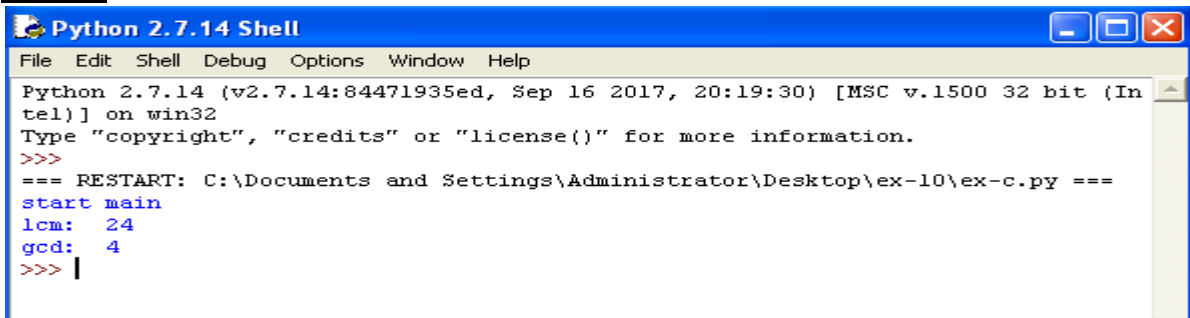 Python 2.7.14 Shell
File Edit Shell Debug Options Window Help
Python 2.7.14 (v2.7.14:84471935ed, Sep 16 2017, 20:19:30) [MSC v.1500 32 bit (In
tel)] on win32
Type "copyright", "credits" or "license()" for more information.
>>>
=== RESTART: C:\Documents and Settings\Administrator\Desktop\ex-10\ex-c.py ===
start main
lcm:  24
gcd:  4
>>>